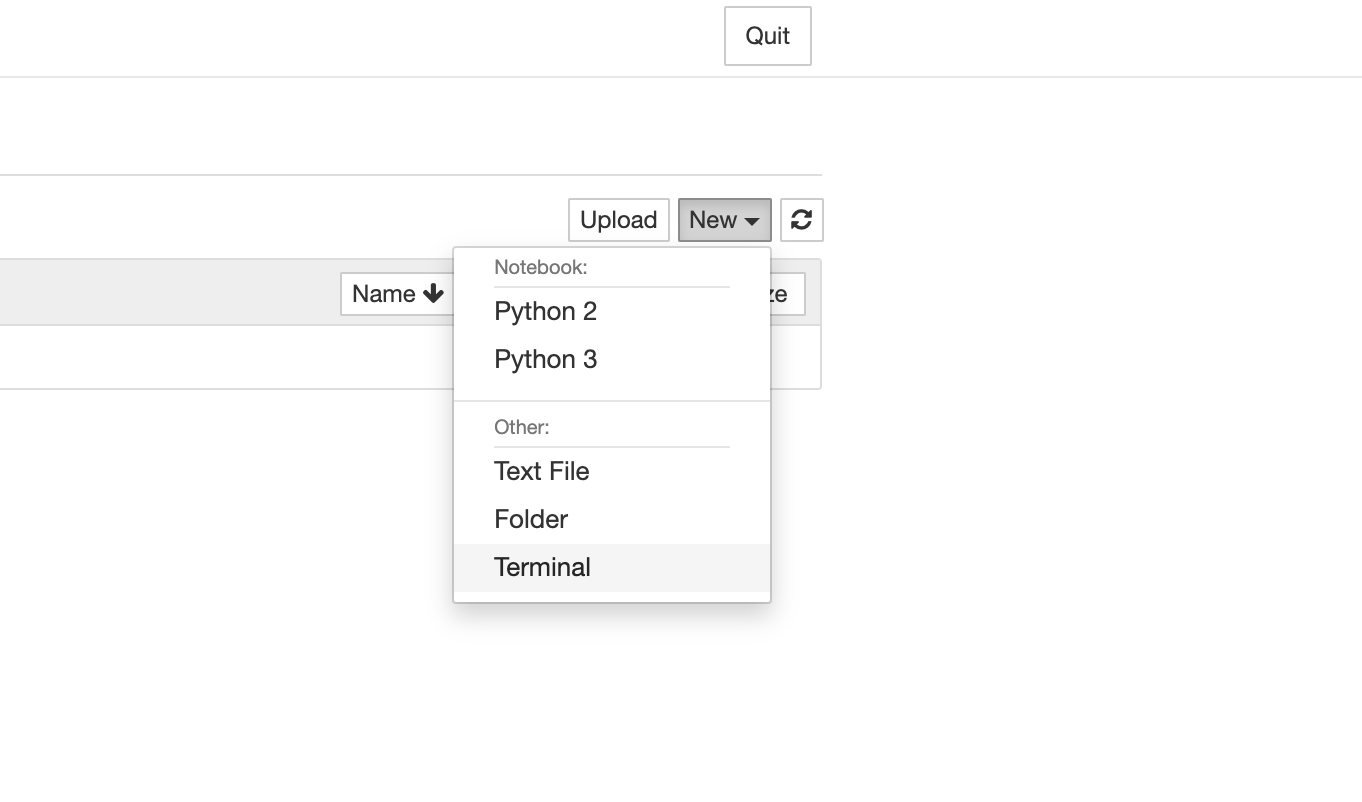 Quit
Upload New
Name
Notebook:
Python 2
Python 3
Other:
Text File
Folder
Terminal